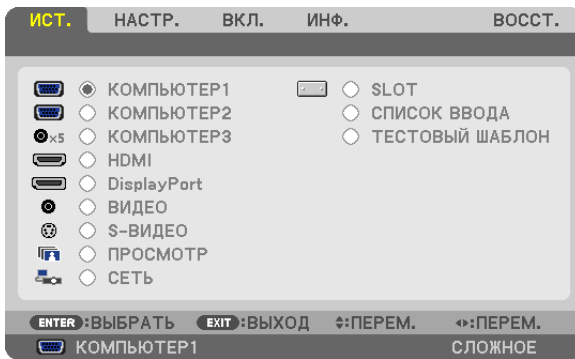 ИСТ. НАСТР. ВКЛ. ИНФ. ВОССТ.
КОМПЬЮТЕР1 SLOT
КОМПЬЮТЕР2 СПИСОК ВВОДА
×5 КОМПЬЮТЕР3 ТЕСТОВЫЙ ШАБЛОН
HDMI
DisplayPort
ВИДЕО
S-ВИДЕО
ПРОСМОТР
СЕТЬ
ENTER :ВЫБРАТЬ EXIT :ВЫХОД :ПЕРЕМ. :ПЕРЕМ.
КОМПЬЮТЕР1 СЛОЖНОЕ